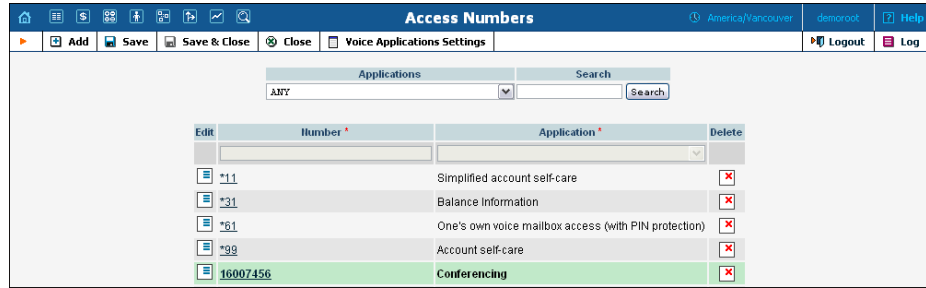 Access Numbers America/Vancouver demoroot Help
Add Save Save & Close Close Voice Applications Settings Logout Log
Applications Search
ANY Search
Edit Number * Application * Delete
*11 Simplified account self-care
*31 Balance Information
*61 One's own voice mailbox access (with PIN protection)
*99 Account self-care
16007456 Conferencing